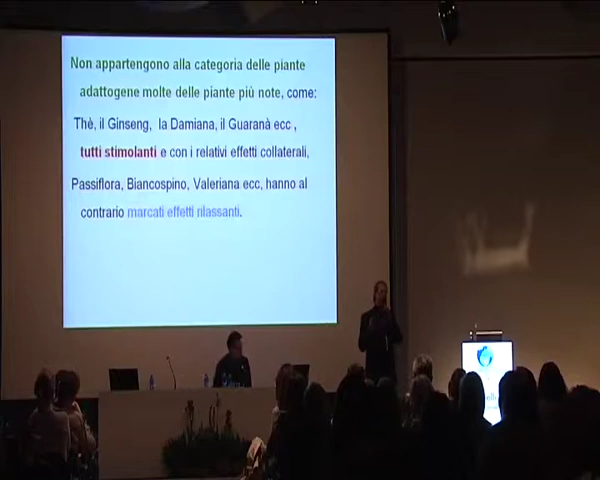 Non appartengono alla categoria delle piante
adattogene molte delle piante più note, come:
Thè, il Ginseng, la Damiana, il Guaranà ecc ,
tutti stimolanti e con i relativi effetti collaterali,
Passiflora, Biancospino, Valeriana ecc, hanno al
contrario marcati effetti rilassanti.